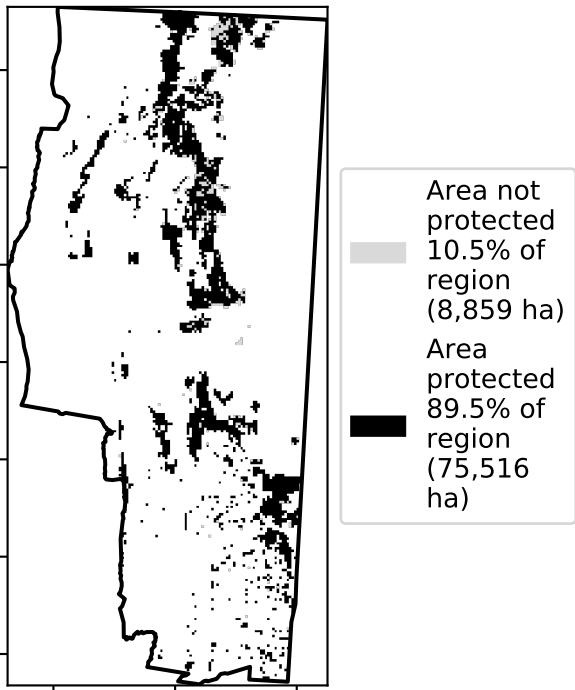 Area not
protected
10.5% of
region
(8,859 ha)
Area
protected
89.5% of
region
(75,516
ha)